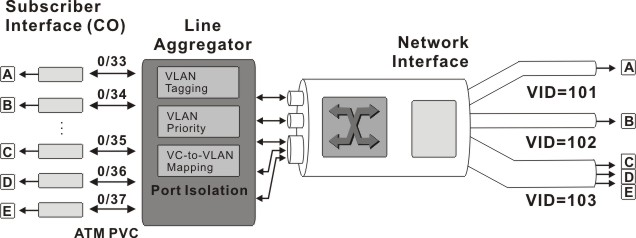 Subscriber
Interface (CO)
Line
Aggregator
Network
Interface
A
0/33
B
0/34
C
0/35
D
0/36
E
0/37
ATM PVC
VLAN
Tagging
VLAN
Priority
VC-to-VLAN
Mapping
Port Isolation
A
VID=101
B
VID=102
C
D
E
VID=103